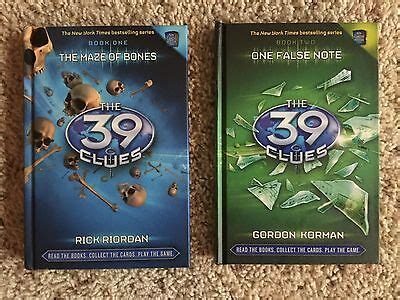 The New York Times bestselling series
BOOK ONE
THE MAZE OF BONES
THE
39
CLUES
RICK RIORDAN
READ THE BOOKS. COLLECT THE CARDS. PLAY THE GAME.
The New York Times bestselling series
BOOK TWO
ONE FALSE NOTE
THE
39
CLUES
GORDON KORMAN
READ THE BOOKS. COLLECT THE CARDS. PLAY THE GAME.